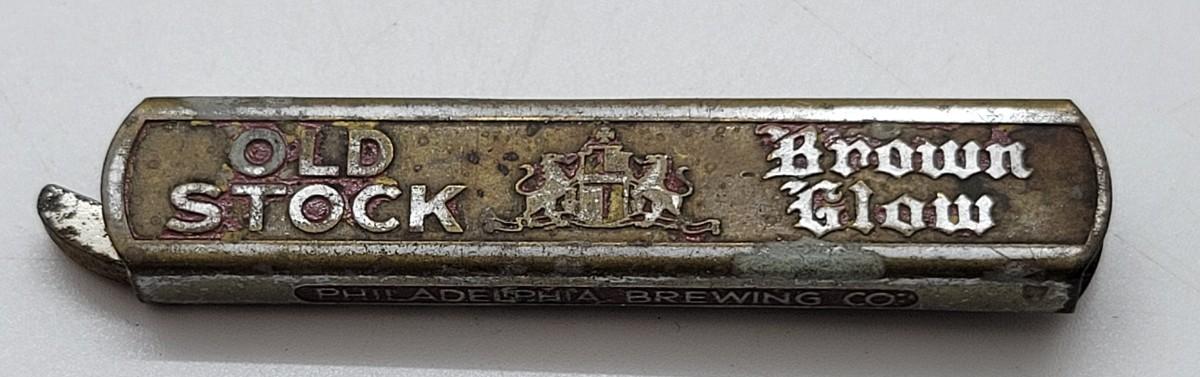 OLD
STOCK
Brown
Glow
PHILADELPHIA BREWING CO.